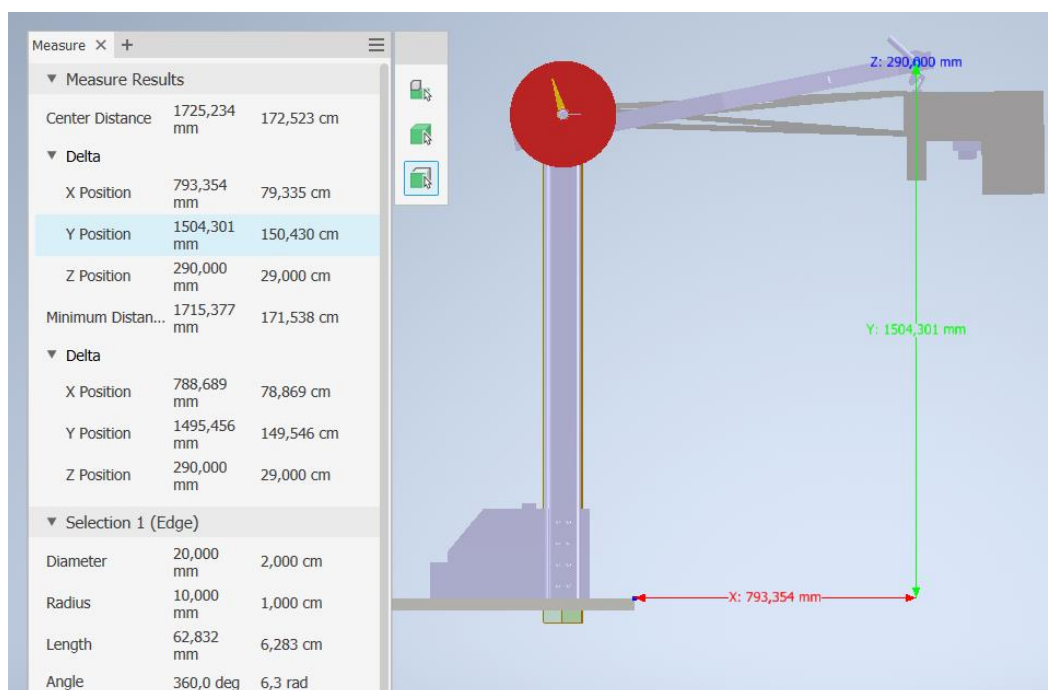 Measure
Measure Results
Center Distance 1725,234 mm 172,523 cm
Delta
X Position 793,354 mm 79,335 cm
Y Position 1504,301 mm 150,430 cm
Z Position 290,000 mm 29,000 cm
Minimum Distan... 1715,377 mm 171,538 cm
Delta
X Position 788,689 mm 78,869 cm
Y Position 1495,456 mm 149,546 cm
Z Position 290,000 mm 29,000 cm
Selection 1 (Edge)
Diameter 20,000 mm 2,000 cm
Radius 10,000 mm 1,000 cm
Length 62,832 mm 6,283 cm
Angle 360,0 deg 6,3 rad
Z: 290,000 mm
Y: 1504,301 mm
X: 793,354 mm